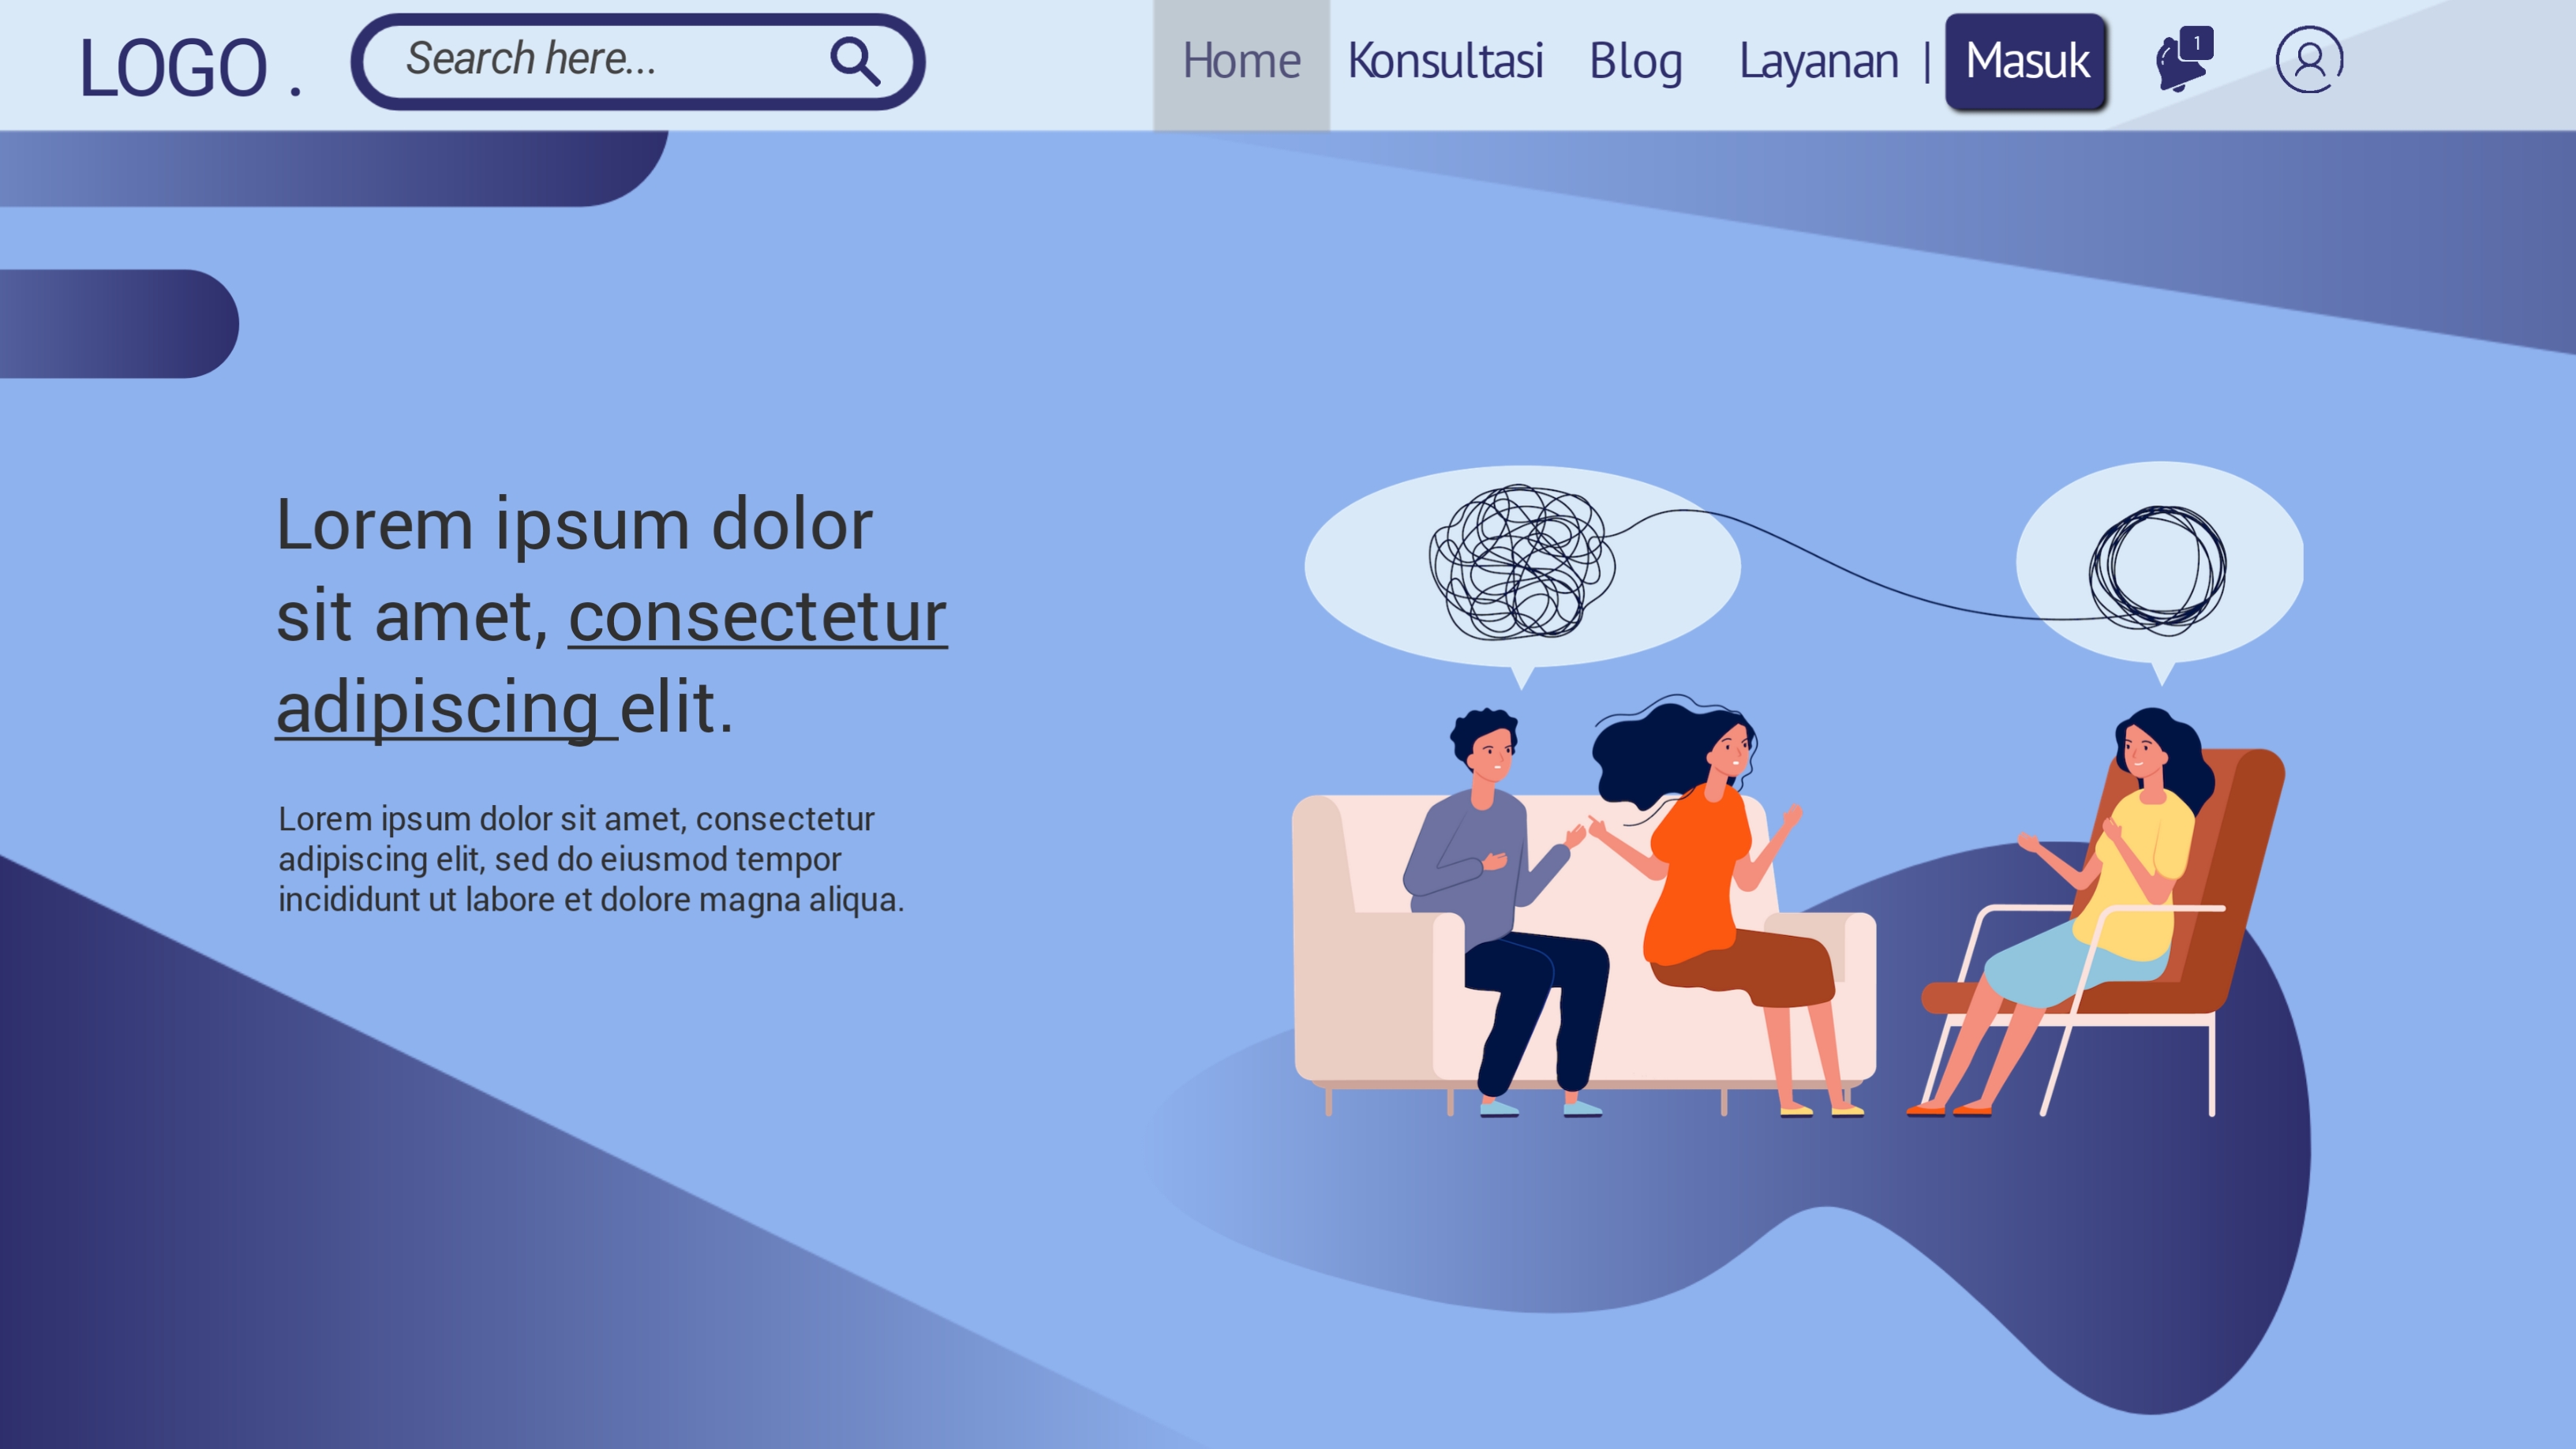 LOGO .
Search here...
Home Konsultasi Blog Layanan | Masuk
1
Lorem ipsum dolor
sit amet, consectetur
adipiscing elit.
Lorem ipsum dolor sit amet, consectetur
adipiscing elit, sed do eiusmod tempor
incididunt ut labore et dolore magna aliqua.